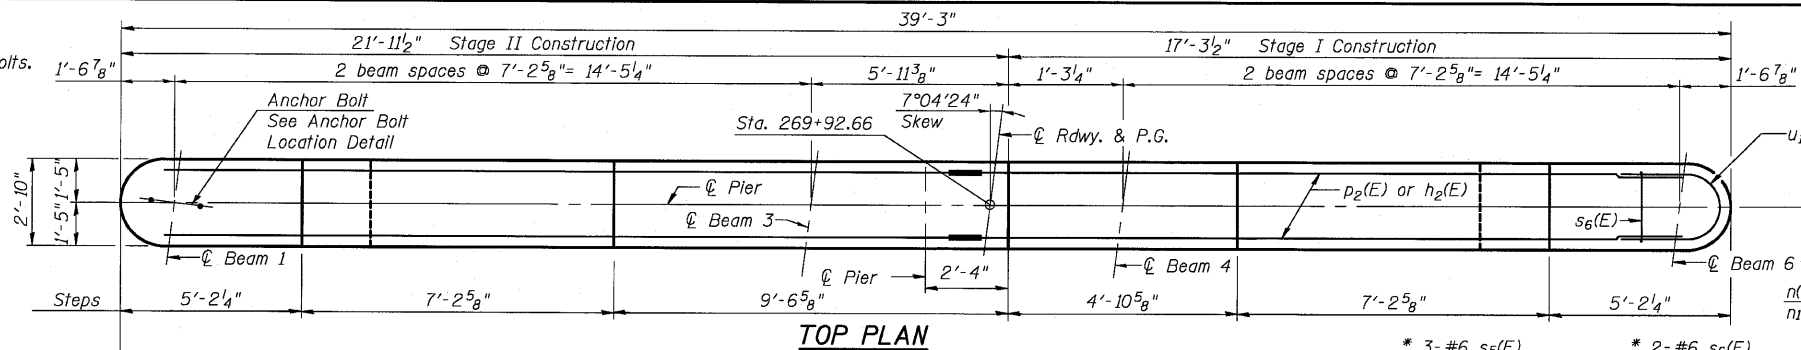 39'-3"
21'-11½" Stage II Construction
17'-3½" Stage I Construction
olts.
1'-6⅞"
2 beam spaces @ 7'-2⅝"= 14'-5¼"
5'-11⅜"
1'-3¼"
2 beam spaces @ 7'-2⅝"= 14'-5¼"
1'-6⅞"
Anchor Bolt
See Anchor Bolt
Location Detail
7°04'24"
Skew
Sta. 269+92.66
℄ Rdwy. & P.G.
2'-10"
1'-5"
1'-5"
℄ Pier
℄ Beam 3
p2(E) or h2(E)
s6(E)
℄ Beam 1
℄ Pier
2'-4"
℄ Beam 4
℄ Beam 6
Steps
5'-2¼"
7'-2⅝"
9'-6⅝"
4'-10⅝"
7'-2⅝"
5'-2¼"
TOP PLAN
* 3-#6 s5(E)